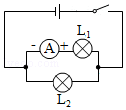 - A + L₁
L₂